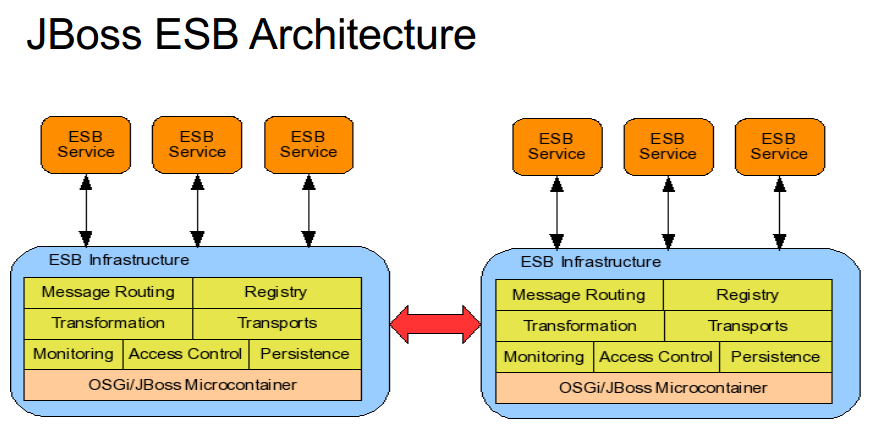 JBoss ESB Architecture
ESB
Service
ESB
Service
ESB
Service
ESB
Service
ESB
Service
ESB
Service
ESB Infrastructure
Message Routing
Registry
Transformation
Transports
Monitoring
Access Control
Persistence
OSGi/JBoss Microcontainer
ESB Infrastructure
Message Routing
Registry
Transformation
Transports
Monitoring
Access Control
Persistence
OSGi/JBoss Microcontainer